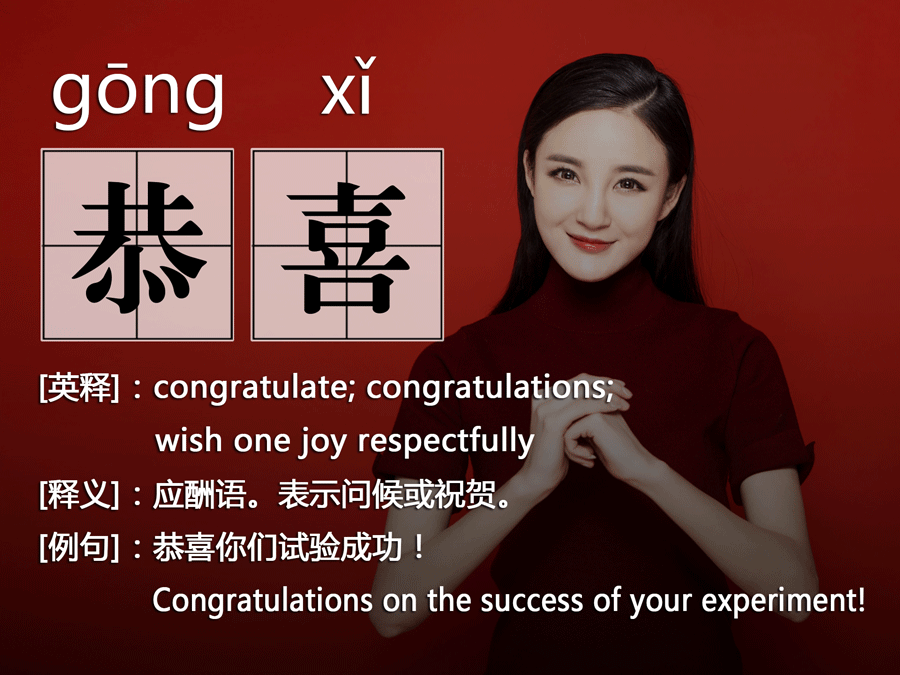 gōng xǐ
恭喜
[英释]：congratulate; congratulations;
wish one joy respectfully
[释义]：应酬语。表示问候或祝贺。
[例句]：恭喜你们试验成功！
Congratulations on the success of your experiment!